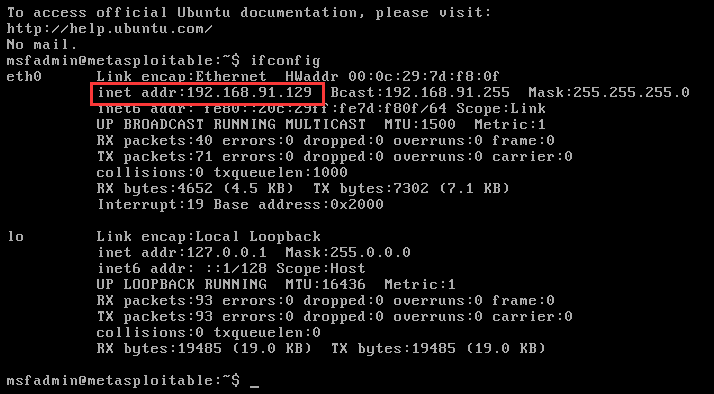 To access official Ubuntu documentation, please visit:
http://help.ubuntu.com/
No mail.
msfadmin@metasploitable:~$ ifconfig
eth0      Link encap:Ethernet  HWaddr 00:0c:29:7d:f8:0f
          inet addr:192.168.91.129  Bcast:192.168.91.255  Mask:255.255.255.0
          inet6 addr: fe80::20c:29ff:fe7d:f80f/64 Scope:Link
          UP BROADCAST RUNNING MULTICAST  MTU:1500  Metric:1
          RX packets:40 errors:0 dropped:0 overruns:0 frame:0
          TX packets:71 errors:0 dropped:0 overruns:0 carrier:0
          collisions:0 txqueuelen:1000
          RX bytes:4652 (4.5 KB)  TX bytes:7302 (7.1 KB)
          Interrupt:19 Base address:0x2000
lo        Link encap:Local Loopback
          inet addr:127.0.0.1  Mask:255.0.0.0
          inet6 addr: ::1/128 Scope:Host
          UP LOOPBACK RUNNING  MTU:16436  Metric:1
          RX packets:93 errors:0 dropped:0 overruns:0 frame:0
          TX packets:93 errors:0 dropped:0 overruns:0 carrier:0
          collisions:0 txqueuelen:0
          RX bytes:19485 (19.0 KB)  TX bytes:19485 (19.0 KB)
msfadmin@metasploitable:~$ _